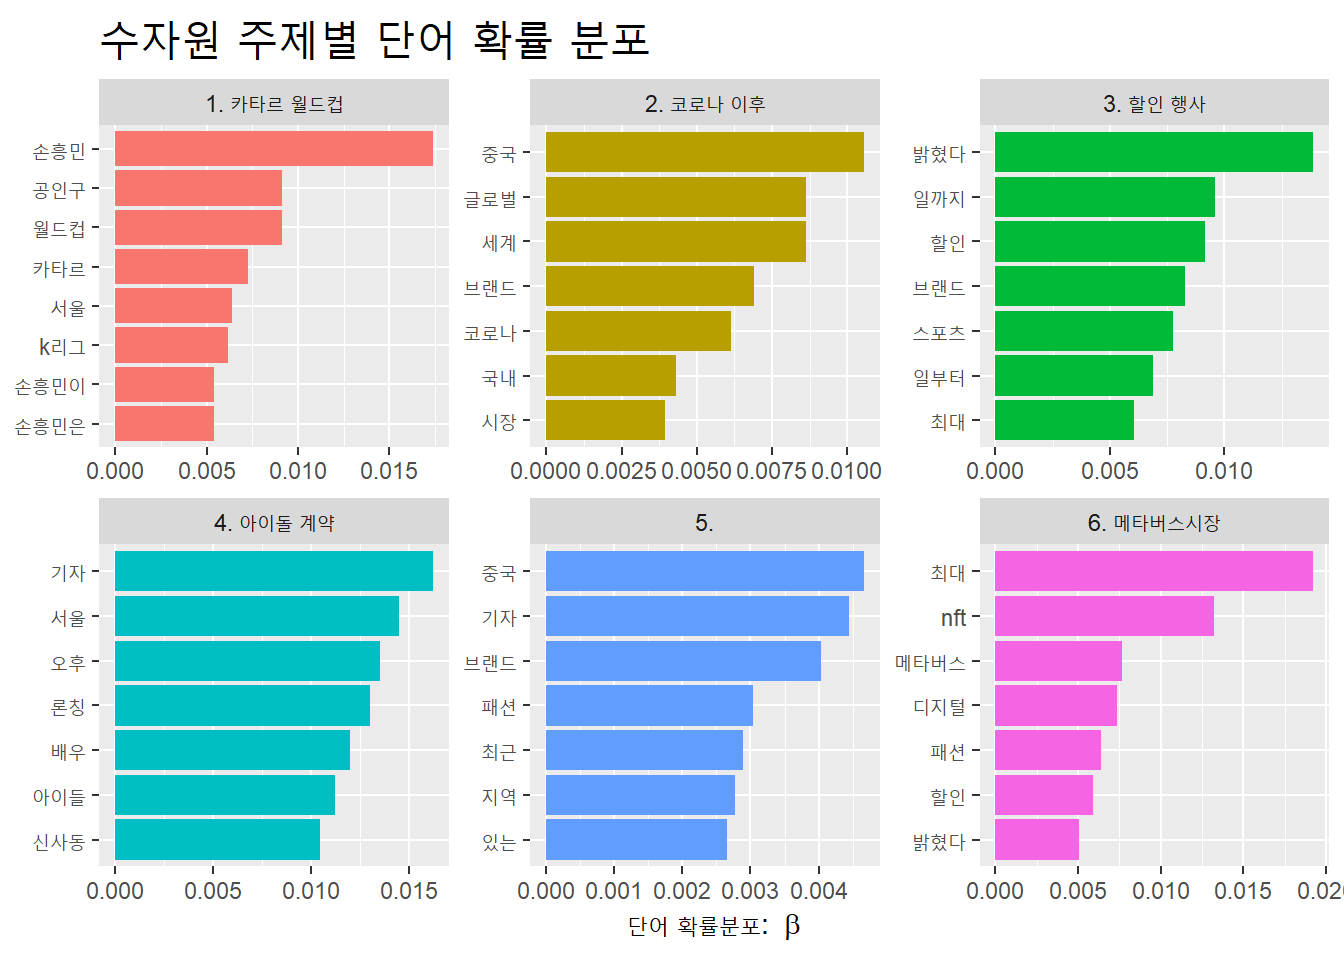 수자원 주제별 단어 확률 분포
1. 카타르 월드컵
손흥민
공인구
월드컵
카타르
서울
k리그
손흥민이
손흥민은
0.000 0.005 0.010 0.015
2. 코로나 이후
중국
글로벌
세계
브랜드
코로나
국내
시장
0.0000 0.0025 0.0050 0.0075 0.0100
3. 할인 행사
밝혔다
일까지
할인
브랜드
스포츠
일부터
최대
0.000 0.005 0.010
4. 아이돌 계약
기자
서울
오후
론칭
배우
아이들
신사동
0.000 0.005 0.010 0.015
5.
중국
기자
브랜드
패션
최근
지역
있는
0.000 0.001 0.002 0.003 0.004
6. 메타버스시장
최대
nft
메타버스
디지털
패션
할인
밝혔다
0.000 0.005 0.010 0.015 0.020
단어 확률분포: β